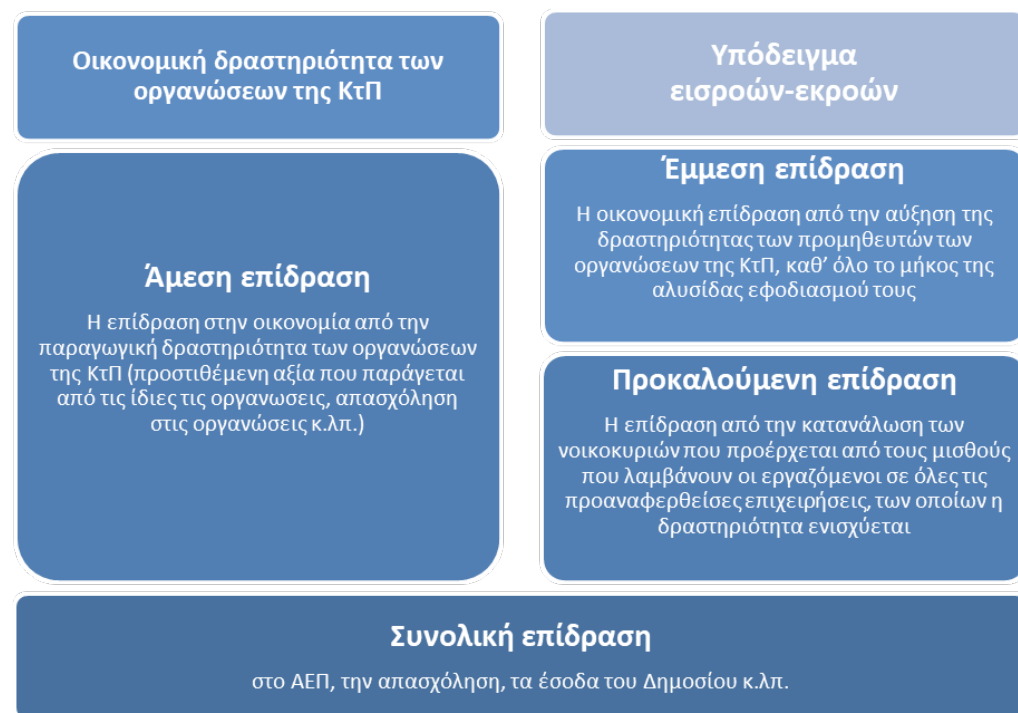 Οικονομική δραστηριότητα των
οργανώσεων της ΚτΠ
Άμεση επίδραση
Η επίδραση στην οικονομία από την
παραγωγική δραστηριότητα των οργανώσεων
της ΚτΠ (προστιθέμενη αξία που παράγεται
από τις ίδιες τις οργανωσεις, απασχόληση
στις οργανώσεις κ.λπ.)
Υπόδειγμα
εισροών-εκροών
Έμμεση επίδραση
Η οικονομική επίδραση από την αύξηση της
δραστηριότητας των προμηθευτών των
οργανώσεων της ΚτΠ, καθ’ όλο το μήκος της
αλυσίδας εφοδιασμού τους
Προκαλούμενη επίδραση
Η επίδραση από την κατανάλωση των
νοικοκυριών που προέρχεται από τους μισθούς
που λαμβάνουν οι εργαζόμενοι σε όλες τις
προαναφερθείσες επιχειρήσεις, των οποίων η
δραστηριότητα ενισχύεται
Συνολική επίδραση
στο ΑΕΠ, την απασχόληση, τα έσοδα του Δημοσίου κ.λπ.